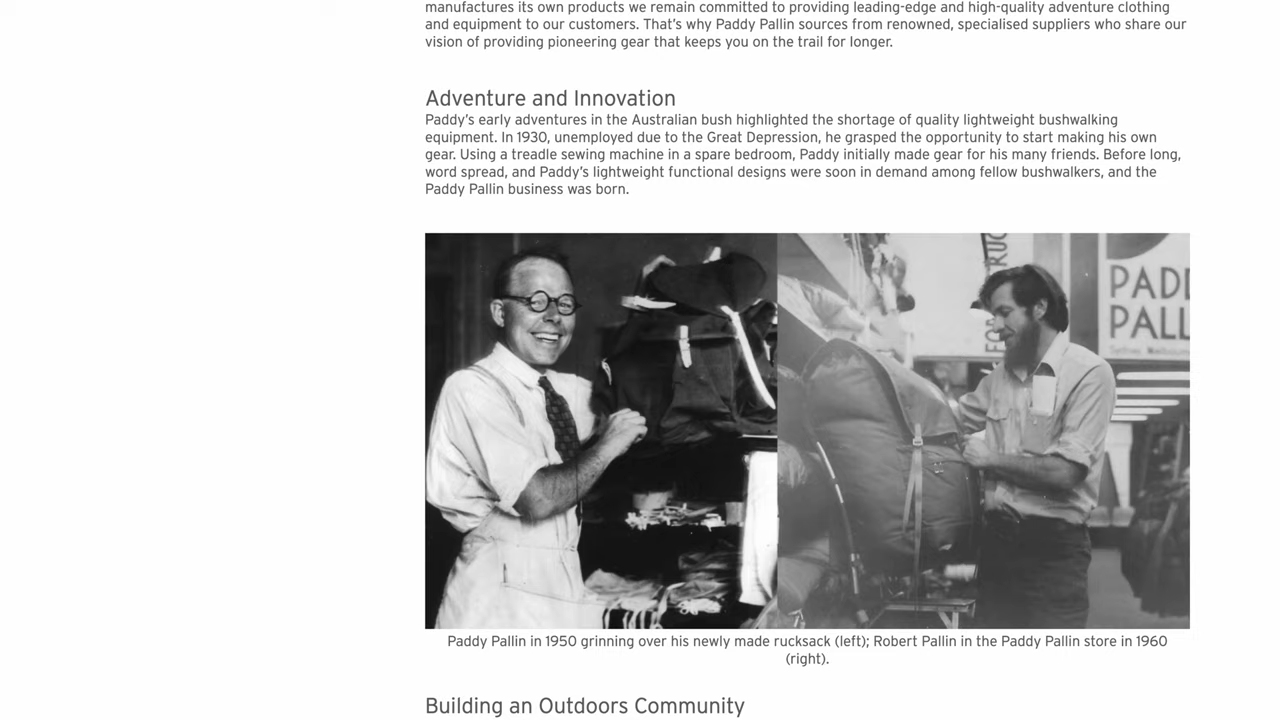 manufactures its own products we remain committed to providing leading-edge and high-quality adventure clothing
and equipment to our customers. That's why Paddy Pallin sources from renowned, specialised suppliers who share our
vision of providing pioneering gear that keeps you on the trail for longer.
Adventure and Innovation
Paddy's early adventures in the Australian bush highlighted the shortage of quality lightweight bushwalking
equipment. In 1930, unemployed due to the Great Depression, he grasped the opportunity to start making his own
gear. Using a treadle sewing machine in a spare bedroom, Paddy initially made gear for his many friends. Before long,
word spread, and Paddy's lightweight functional designs were soon in demand among fellow bushwalkers, and the
Paddy Pallin business was born.
RUC
FO
PADD
PALL
Paddy Pallin in 1950 grinning over his newly made rucksack (left); Robert Pallin in the Paddy Pallin store in 1960
(right).
Building an Outdoors Community